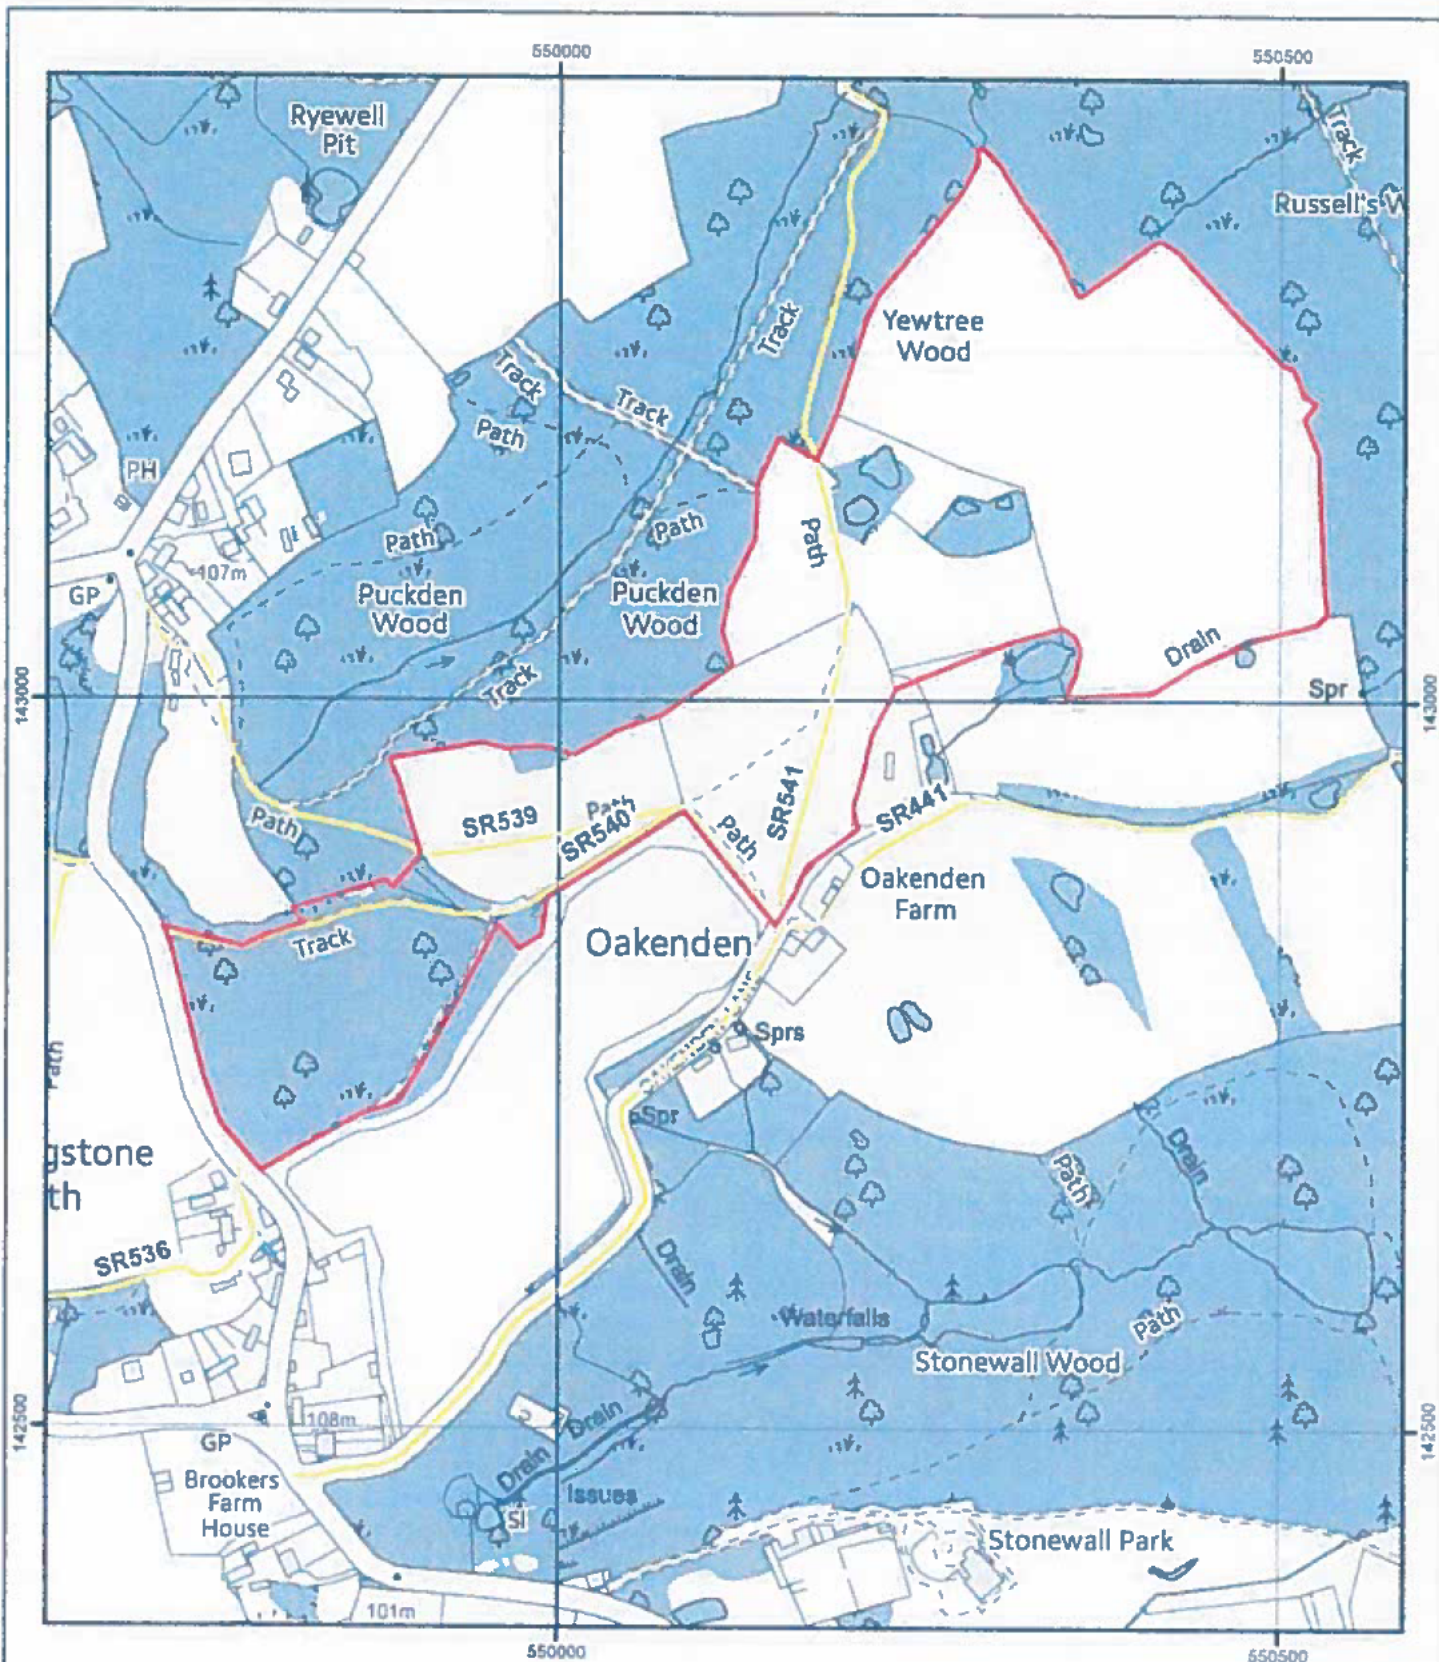 550000
550500
Ryewell
Pit
Track
Russell's W
Track
Yewtree
Wood
Track
Track
Path
PH
Path
Path
Path
107m
GP
Puckden
Wood
Puckden
Wood
Drain
Track
Spr
143000
143000
SR539
Path
SR540
Path
SR541
SR441
Path
Oakenden
Farm
Track
Oakenden
Sprs
Path
Spr
gstone
th
Path
Drain
SR536
Drain
Waterfalls
Path
Stonewall Wood
142500
142500
108m
GP
Drain
Drain
Brookers
Farm
House
Issues
SI
Stonewall Park
101m
550000
550500